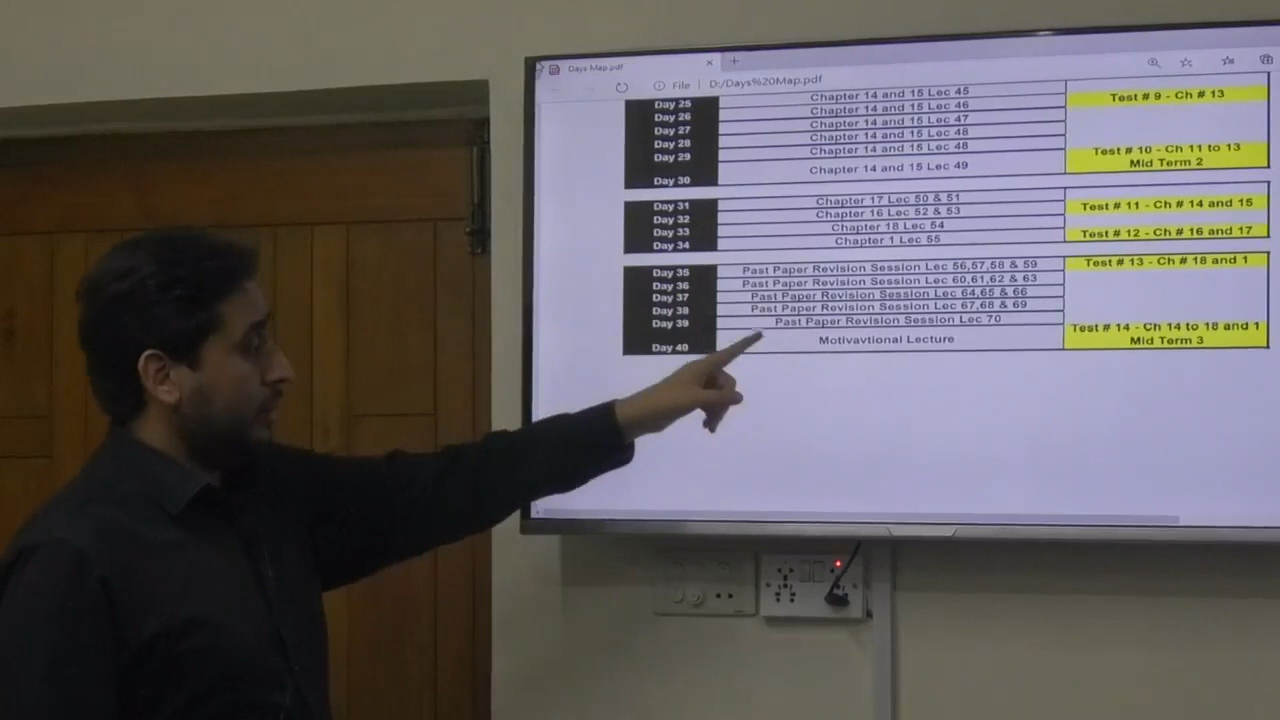 Days Map.pdf
File D:/Days%20Map.pdf
Day 25 Chapter 14 and 15 Lec 45 Test # 9 - Ch # 13
Day 26 Chapter 14 and 15 Lec 46
Day 27 Chapter 14 and 15 Lec 47
Day 28 Chapter 14 and 15 Lec 48
Day 29 Chapter 14 and 15 Lec 48 Test # 10 - Ch 11 to 13
Mid Term 2
Day 30 Chapter 14 and 15 Lec 49
Day 31 Chapter 17 Lec 50 & 51 Test # 11 - Ch # 14 and 15
Day 32 Chapter 16 Lec 52 & 53
Day 33 Chapter 18 Lec 54 Test # 12 - Ch # 16 and 17
Day 34 Chapter 1 Lec 55
Day 35 Past Paper Revision Session Lec 56,57,58 & 59 Test # 13 - Ch # 18 and 1
Day 36 Past Paper Revision Session Lec 60,61,62 & 63
Day 37 Past Paper Revision Session Lec 64,65 & 66
Day 38 Past Paper Revision Session Lec 67,68 & 69
Day 39 Past Paper Revision Session Lec 70 Test # 14 - Ch 14 to 18 and 1
Day 40 Motivavtional Lecture Mid Term 3